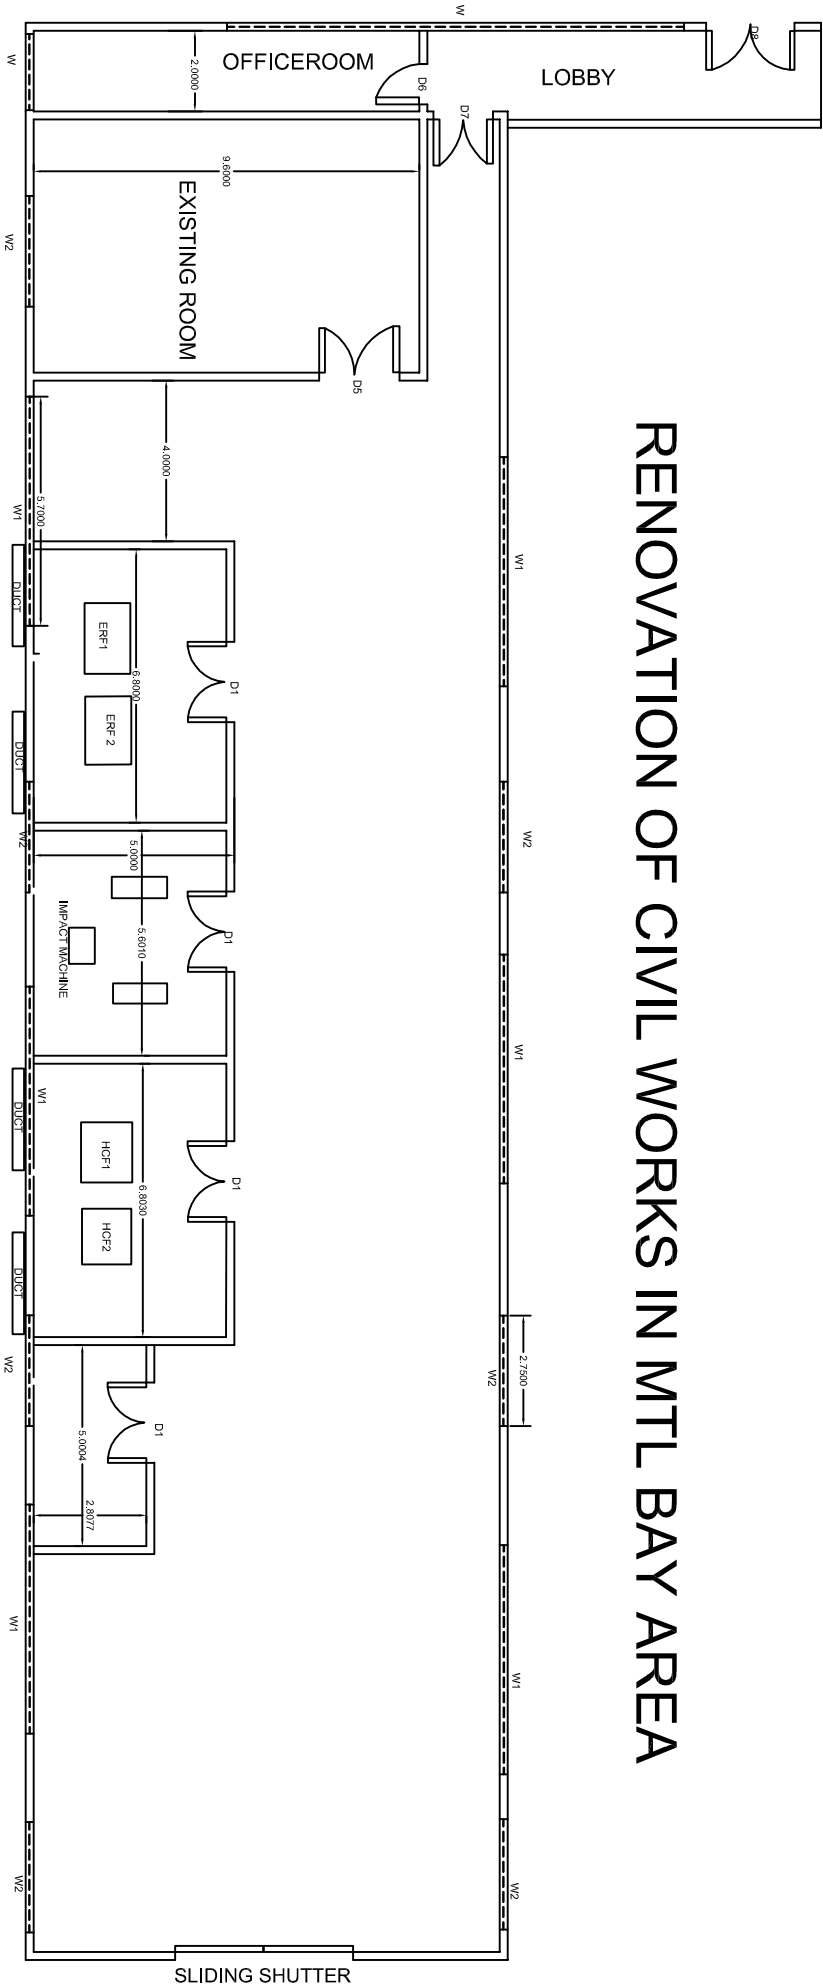 W
D8
W
2.0000
OFFICEROOM
D6
LOBBY
D7
9.6000
EXISTING ROOM
W2
D5
RENOVATION OF CIVIL WORKS IN MTL BAY AREA
4.0000
5.7000
W1
W1
DUCT
ERF1
6.8000
D1
ERF 2
DUCT
W2
W2
5.0000
IMPACT MACHINE
5.6010
D1
W1
W1
DUCT
HCF1
6.8030
D1
HCF2
DUCT
W2
2.7500
W2
5.0004
D1
2.8077
W1
W1
W2
W2
SLIDING SHUTTER